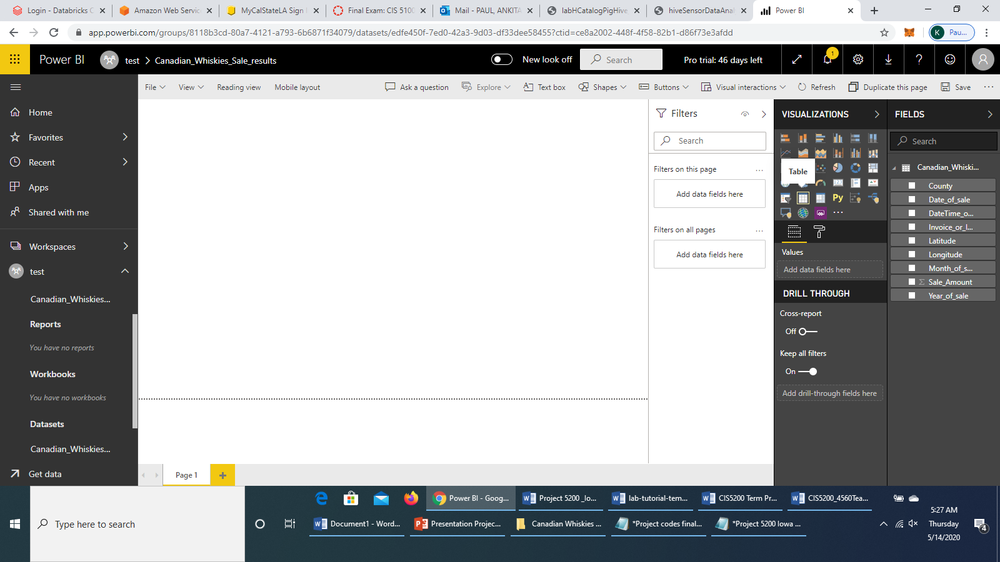 Login - Databricks C
Amazon Web Servic
MyCalStateLA Sign I
Final Exam: CIS 5100
Mail - PAUL, ANKITA
labHCatalogPigHive
hiveSensorDataAnal
Power BI
app.powerbi.com/groups/8118b3cd-80a7-4121-a793-6b6871f34079/datasets/edfe450f-7ed0-42a3-9d03-df33dee58455?ctid=ce8a2002-448f-4f58-82b1-d86f73e3afdd
K
Pau...
Power BI
test
Canadian_Whiskies_Sale_results
New look off
Search
Pro trial: 46 days left
1
File
View
Reading view
Mobile layout
Ask a question
Explore
Text box
Shapes
Buttons
Visual interactions
Refresh
Duplicate this page
Save
Home
Favorites
Recent
Apps
Shared with me
Workspaces
test
Canadian_Whiskies...
Reports
You have no reports
Workbooks
You have no workbooks
Datasets
Canadian_Whiskies...
Get data
Page 1
Filters
Search
Filters on this page
Add data fields here
Filters on all pages
Add data fields here
VISUALIZATIONS
Table
Py
Values
Add data fields here
DRILL THROUGH
Cross-report
Off
Keep all filters
On
Add drill-through fields here
FIELDS
Search
Canadian_Whiski...
County
Date_of_sale
DateTime_o...
Invoice_or_I...
Latitude
Longitude
Month_of_s...
Σ Sale_Amount
Year_of_sale
Power BI - Goog...
Project 5200 _Io...
lab-tutorial-tem...
CIS5200 Term Pr...
CIS5200_4560Tea...
Type here to search
Document1 - Word...
Presentation Projec...
Canadian Whiskies ...
*Project codes final...
*Project 5200 Iowa ...
5:27 AM
Thursday
5/14/2020
4